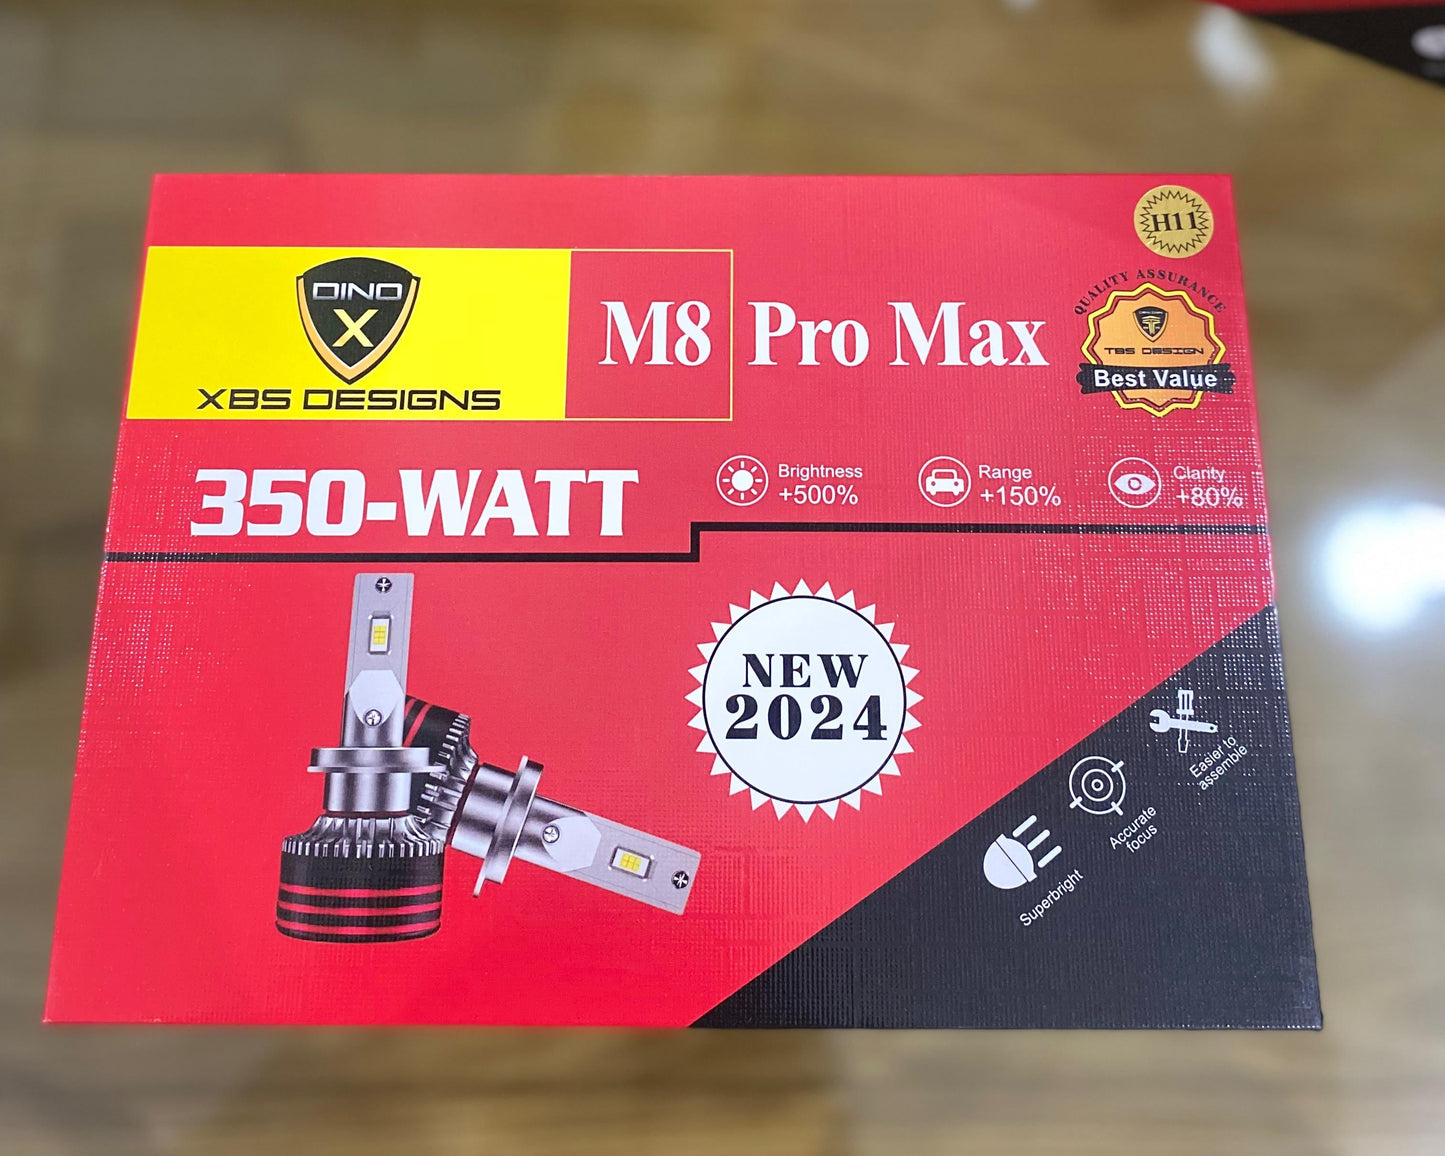 H11
DINO
X
XBS DESIGNS
M8 Pro Max
QUALITY ASSURANCE
TBS DESIGN
Best Value
350-WATT
Brightness
+500%
Range
+150%
Clarity
+80%
NEW
2024
Easier to
assemble
Accurate
focus
Superbright